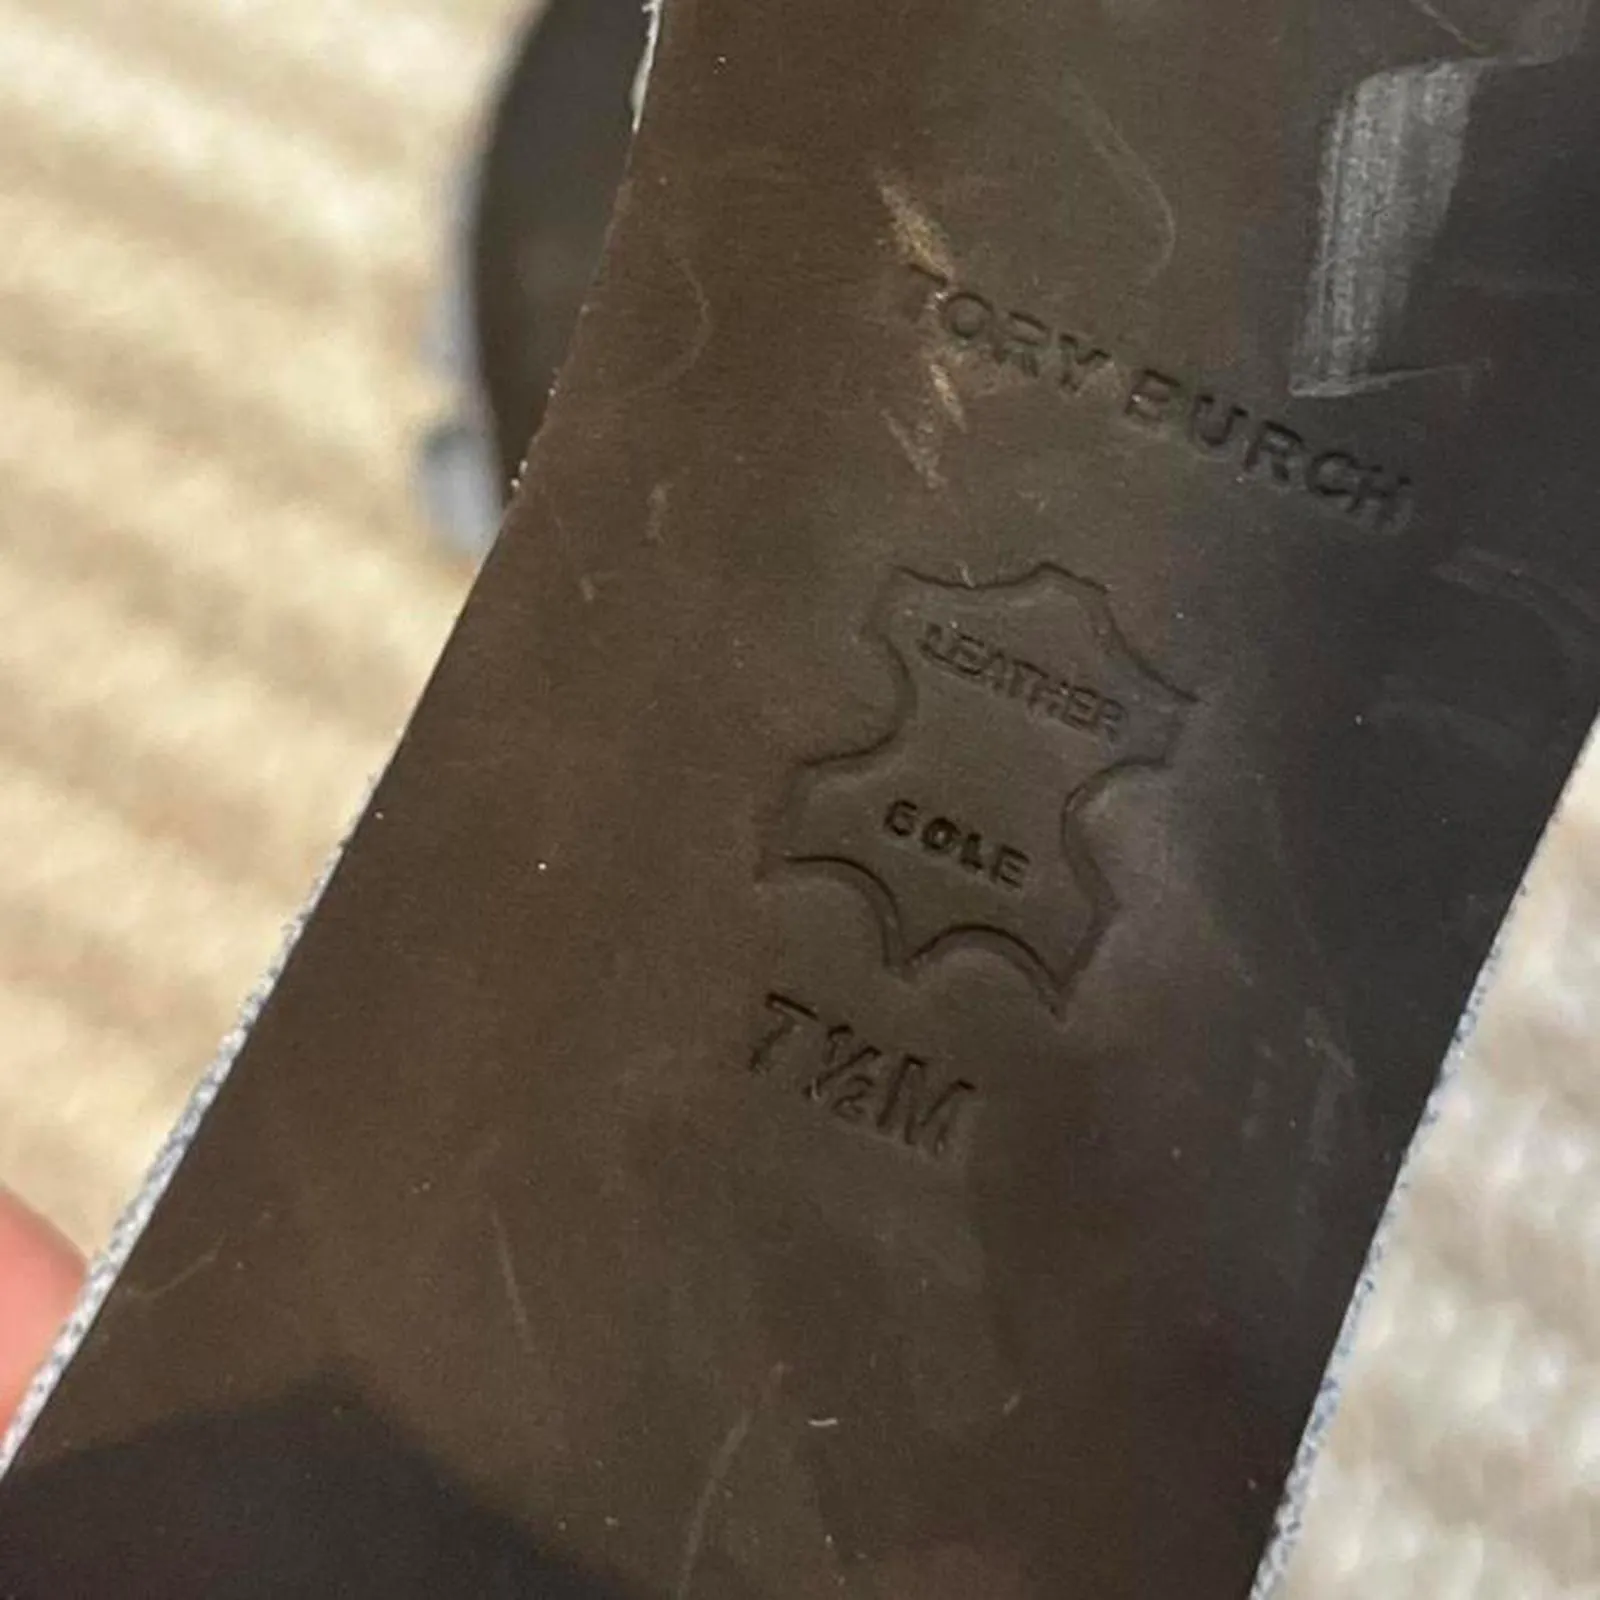 TORY BURCH
LEATHER
SOLE
7½M